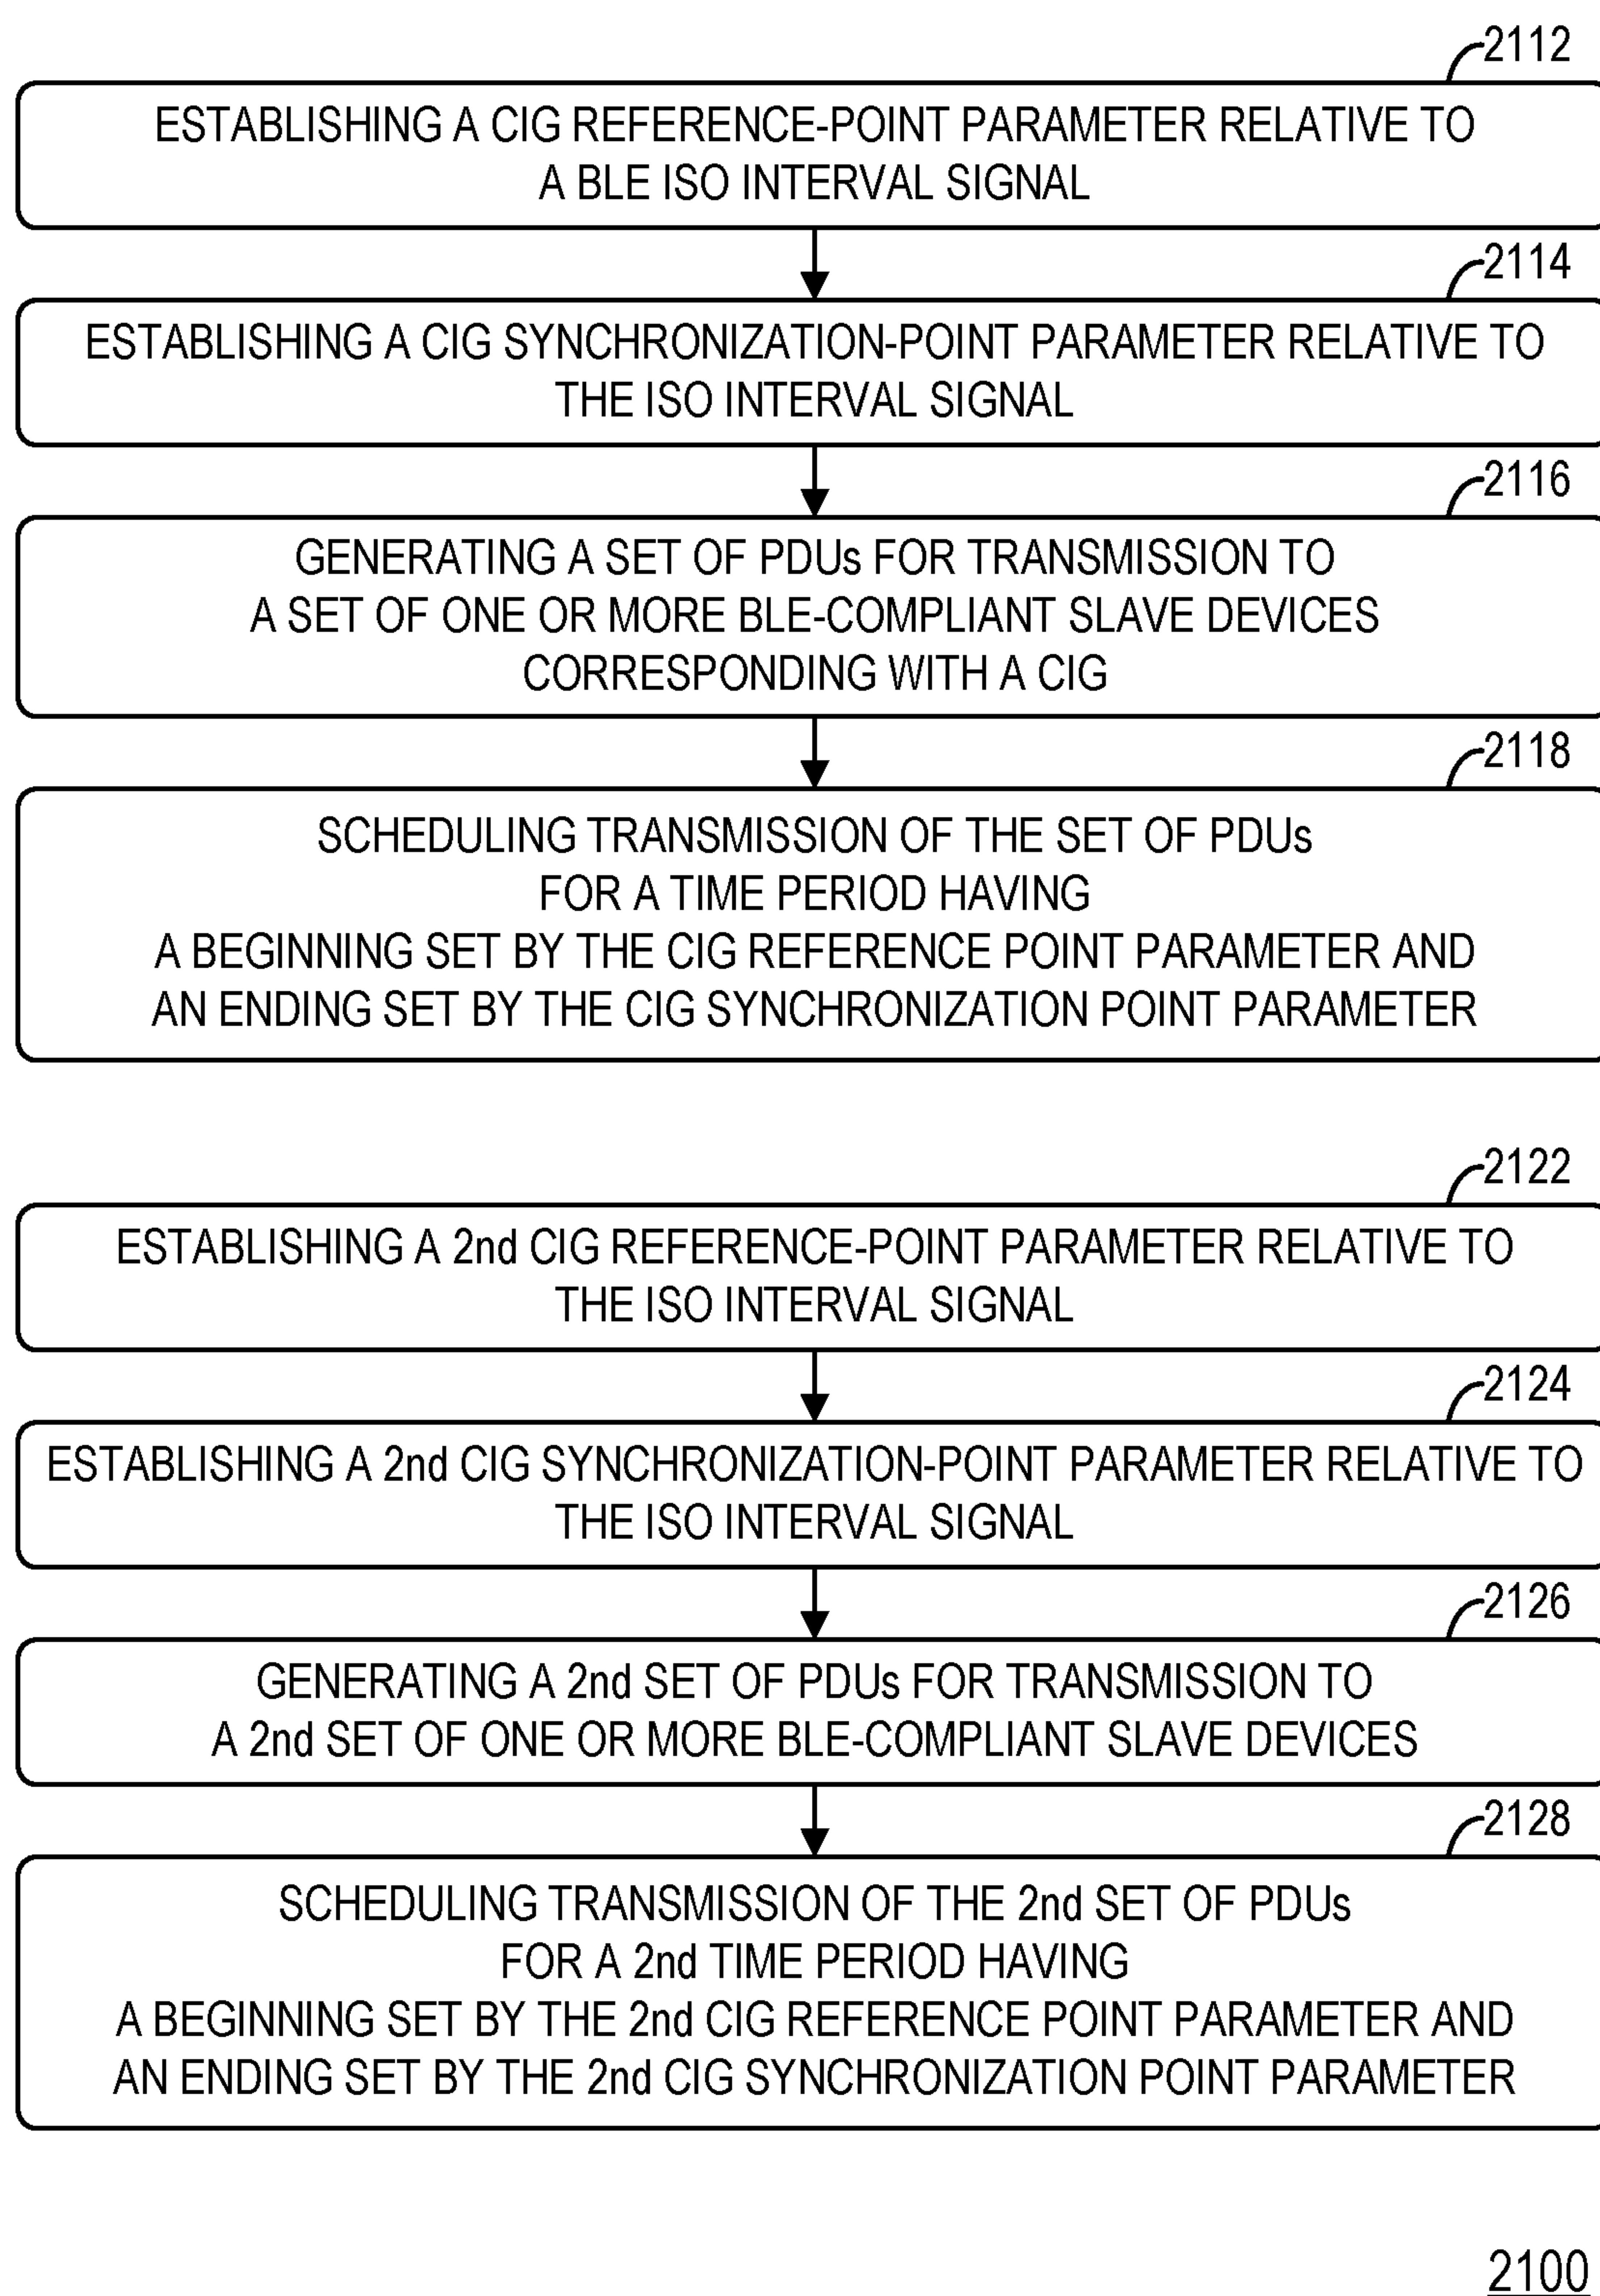 2112
ESTABLISHING A CIG REFERENCE-POINT PARAMETER RELATIVE TO
A BLE ISO INTERVAL SIGNAL
2114
ESTABLISHING A CIG SYNCHRONIZATION-POINT PARAMETER RELATIVE TO
THE ISO INTERVAL SIGNAL
2116
GENERATING A SET OF PDUs FOR TRANSMISSION TO
A SET OF ONE OR MORE BLE-COMPLIANT SLAVE DEVICES
CORRESPONDING WITH A CIG
2118
SCHEDULING TRANSMISSION OF THE SET OF PDUs
FOR A TIME PERIOD HAVING
A BEGINNING SET BY THE CIG REFERENCE POINT PARAMETER AND
AN ENDING SET BY THE CIG SYNCHRONIZATION POINT PARAMETER
2122
ESTABLISHING A 2nd CIG REFERENCE-POINT PARAMETER RELATIVE TO
THE ISO INTERVAL SIGNAL
2124
ESTABLISHING A 2nd CIG SYNCHRONIZATION-POINT PARAMETER RELATIVE TO
THE ISO INTERVAL SIGNAL
2126
GENERATING A 2nd SET OF PDUs FOR TRANSMISSION TO
A 2nd SET OF ONE OR MORE BLE-COMPLIANT SLAVE DEVICES
2128
SCHEDULING TRANSMISSION OF THE 2nd SET OF PDUs
FOR A 2nd TIME PERIOD HAVING
A BEGINNING SET BY THE 2nd CIG REFERENCE POINT PARAMETER AND
AN ENDING SET BY THE 2nd CIG SYNCHRONIZATION POINT PARAMETER
2100